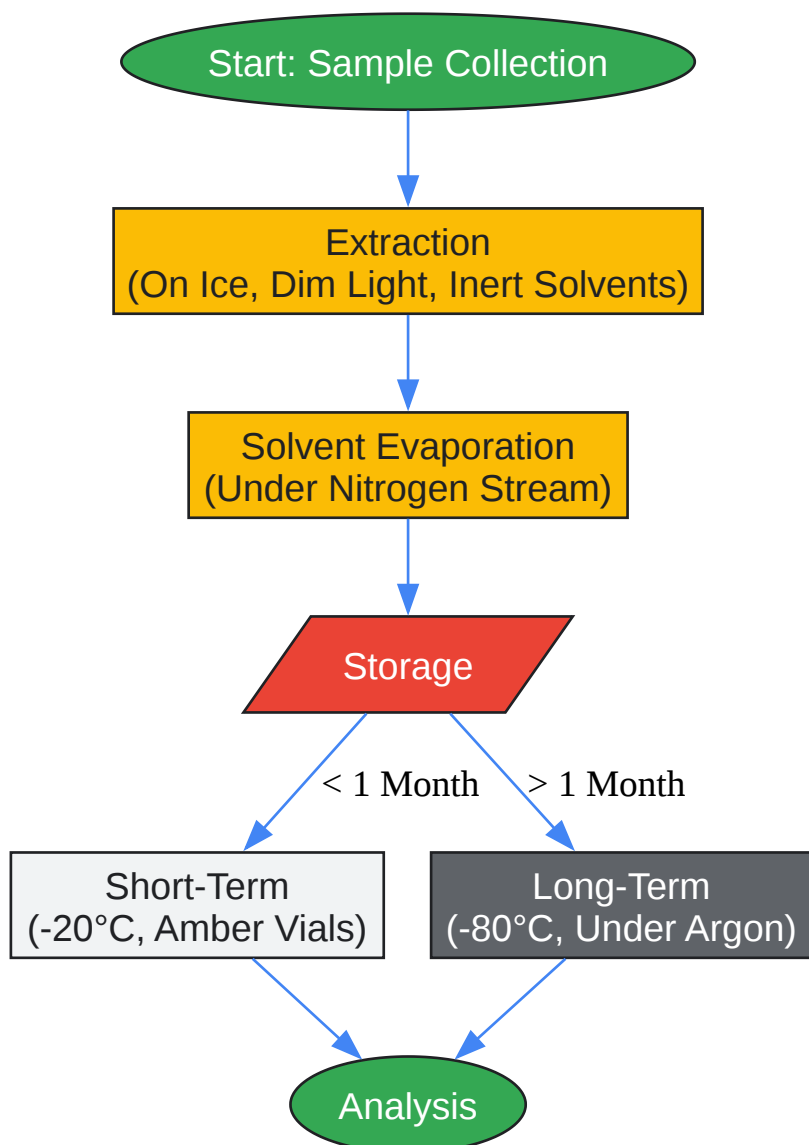 Start: Sample Collection
Extraction
(On Ice, Dim Light, Inert Solvents)
Solvent Evaporation
(Under Nitrogen Stream)
Storage
< 1 Month
> 1 Month
Short-Term
(-20°C, Amber Vials)
Long-Term
(-80°C, Under Argon)
Analysis